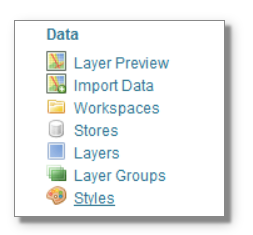 Data
Layer Preview
Import Data
Workspaces
Stores
Layers
Layer Groups
Styles